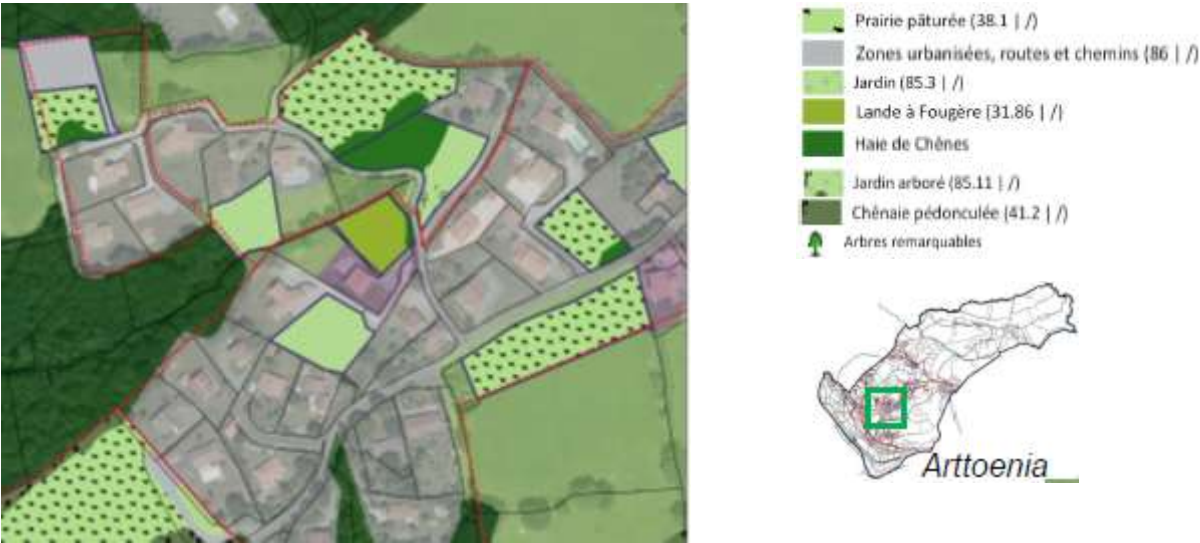 Prairie pâturée (38.1 | /)
Zones urbanisées, routes et chemins (86 | /)
Jardin (85.3 | /)
Lande à Fougère (31.86 | /)
Haie de Chênes
Jardin arboré (85.11 | /)
Chênaie pédonculée (41.2 | /)
Arbres remarquables
Arttoenia